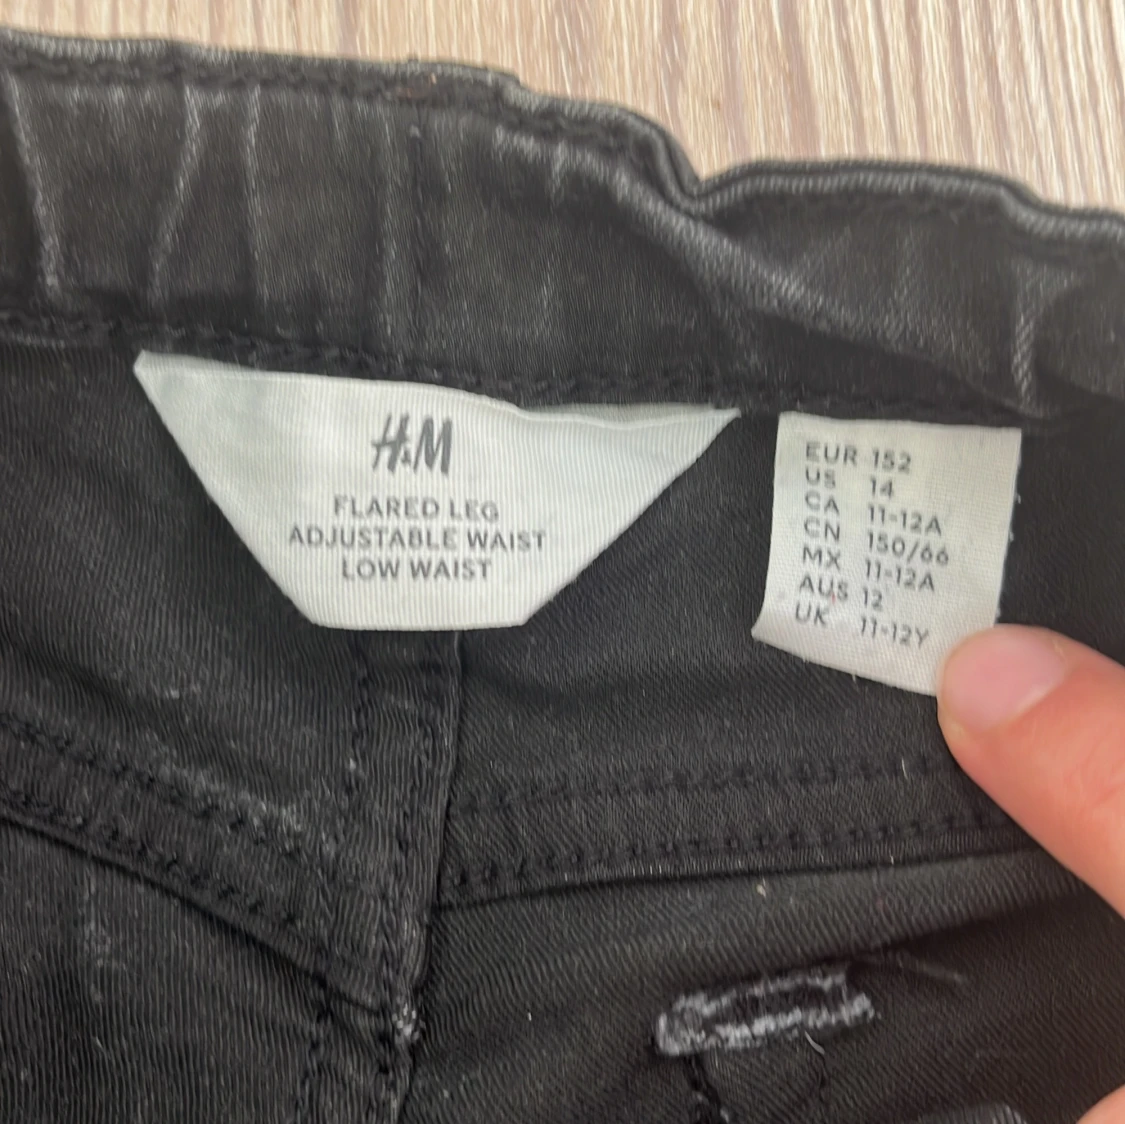 H&M
FLARED LEG
ADJUSTABLE WAIST
LOW WAIST
EUR 152
US 14
CA 11-12A
CN 150/66
MX 11-12A
AUS 12
UK 11-12Y